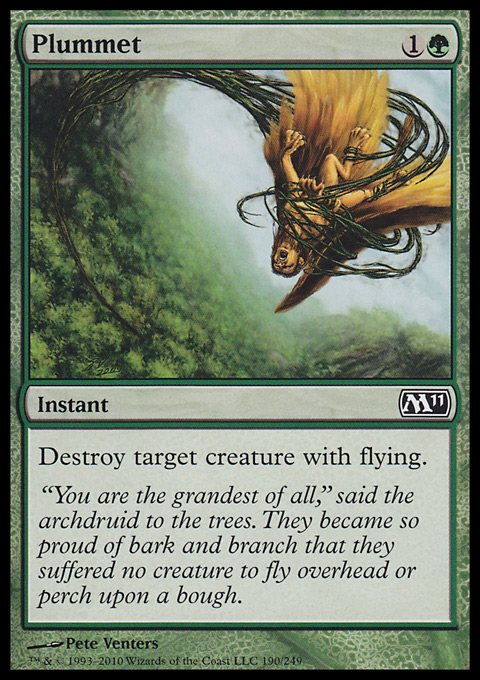 Plummet 1
Instant M11
Destroy target creature with flying.
“You are the grandest of all,” said the
archdruid to the trees. They became so
proud of bark and branch that they
suffered no creature to fly overhead or
perch upon a bough.
Pete Venters
™ & © 1993–2010 Wizards of the Coast LLC 190/249